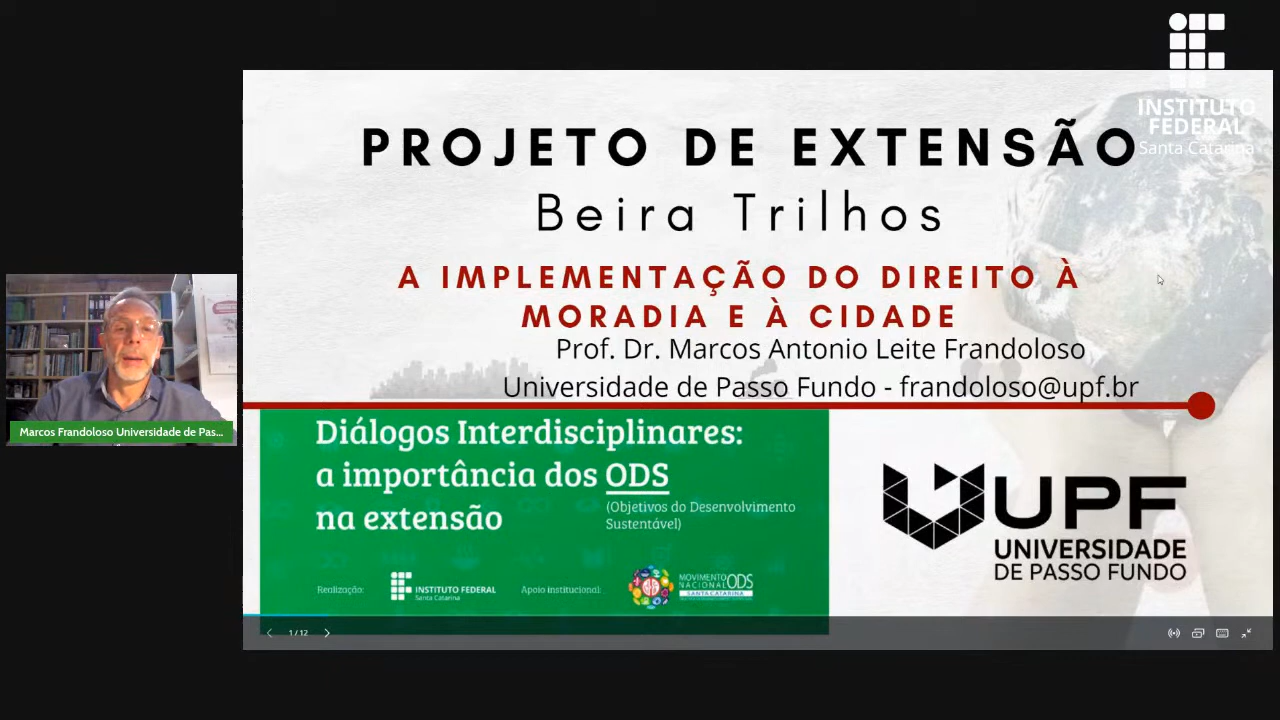 INSTITUTO
FEDERAL
Santa Catarina
PROJETO DE EXTENSÃO
Beira Trilhos
A IMPLEMENTAÇÃO DO DIREITO À
MORADIA E À CIDADE
Prof. Dr. Marcos Antonio Leite Frandoloso
Universidade de Passo Fundo - frandoloso@upf.br
Marcos Frandoloso Universidade de Pas...
Diálogos Interdisciplinares:
a importância dos ODS
na extensão
(Objetivos do Desenvolvimento
Sustentável)
Realização:
INSTITUTO FEDERAL
Santa Catarina
Apoio institucional:
MOVIMENTO
NACIONAL ODS
SANTA CATARINA
UPF
UNIVERSIDADE
DE PASSO FUNDO
1 / 12